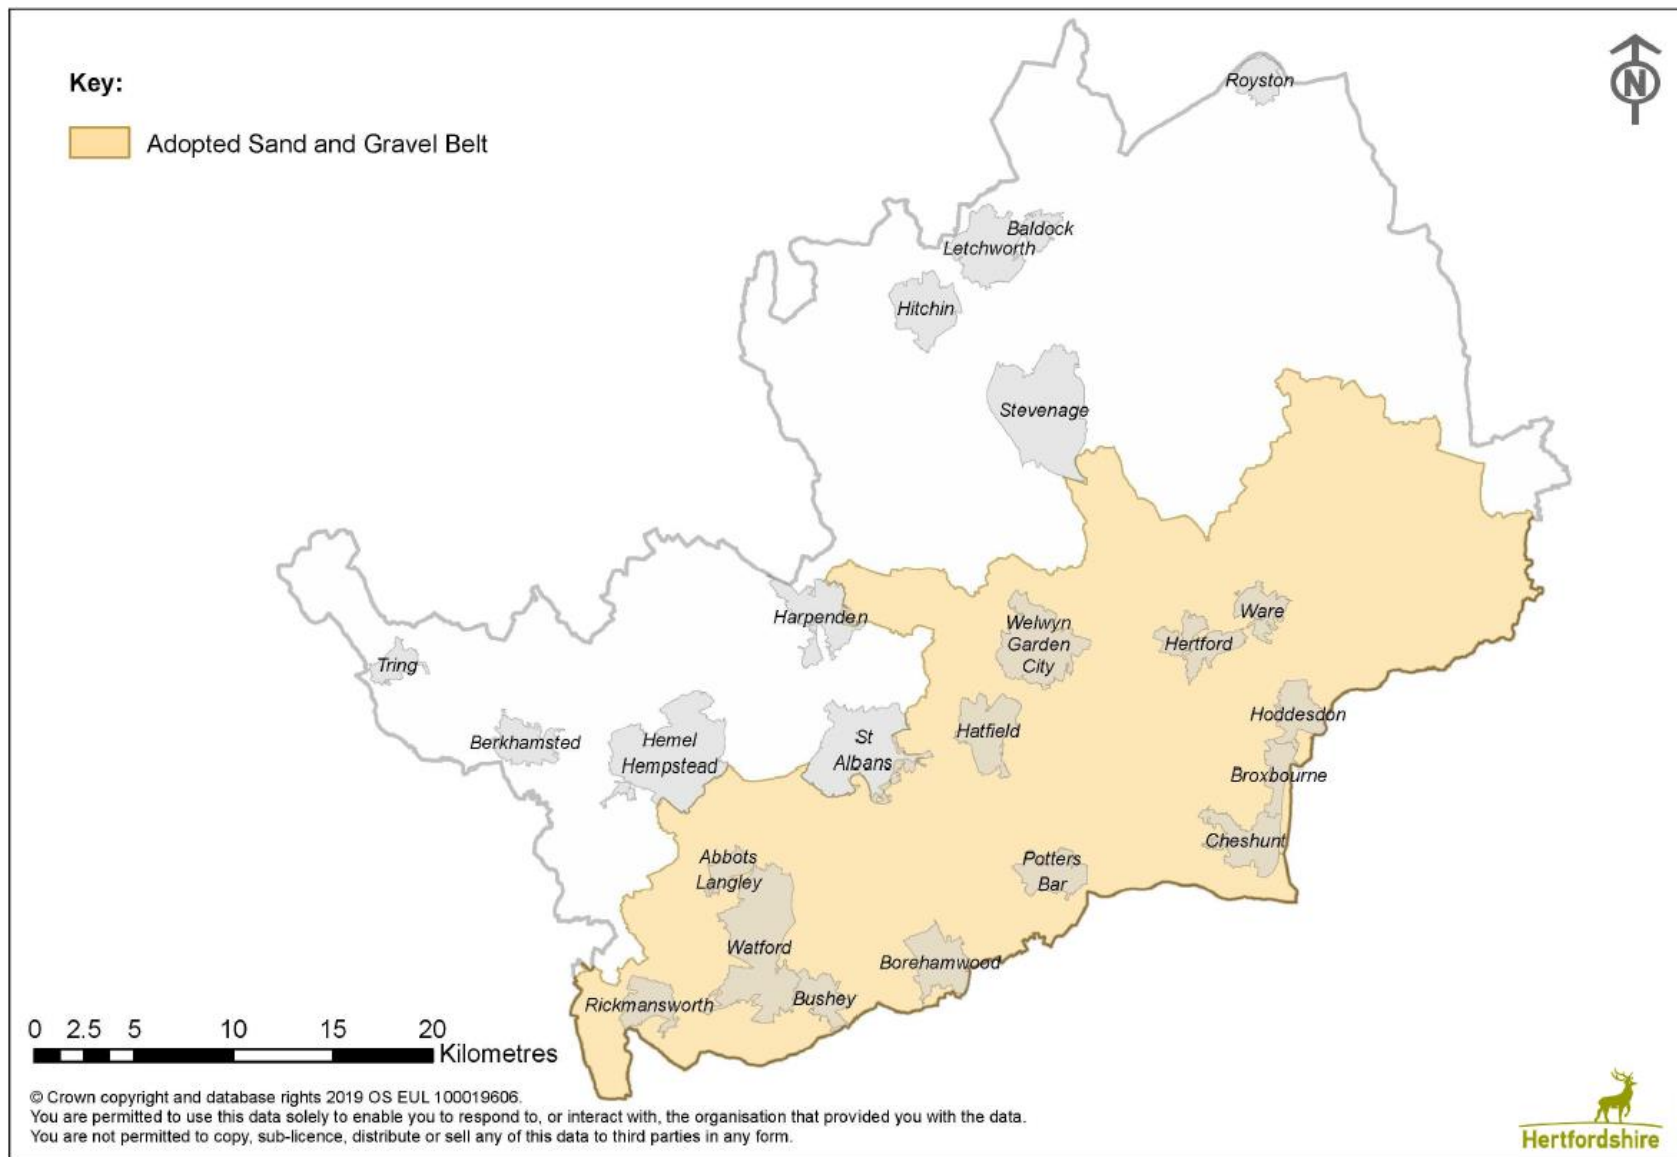 Key:
Adopted Sand and Gravel Belt
N
Royston
Baldock
Letchworth
Hitchin
Stevenage
Harpenden
Welwyn
Garden
City
Ware
Hertford
Tring
Hoddesdon
Berkhamsted
Hemel
Hempstead
St
Albans
Hatfield
Broxbourne
Cheshunt
Abbots
Langley
Potters
Bar
Watford
Borehamwood
Rickmansworth
Bushey
0 2.5 5 10 15 20
Kilometres
© Crown copyright and database rights 2019 OS EUL 100019606.
You are permitted to use this data solely to enable you to respond to, or interact with, the organisation that provided you with the data.
You are not permitted to copy, sub-licence, distribute or sell any of this data to third parties in any form.
Hertfordshire